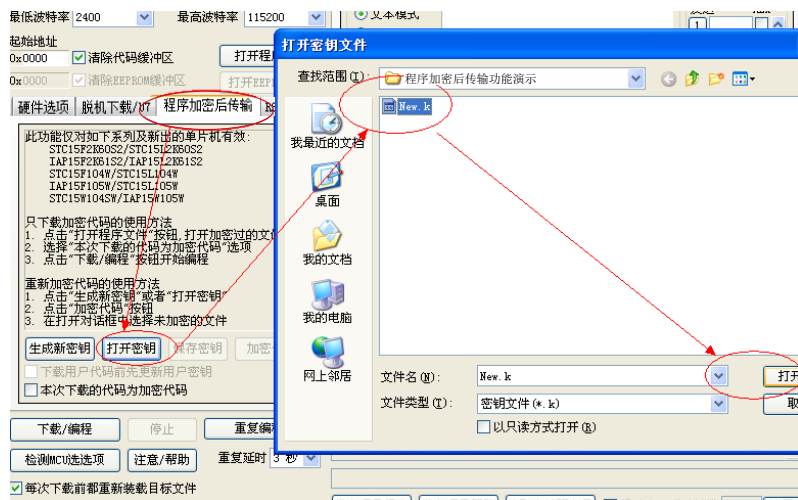 最低波特率 2400 最高波特率 115200
文本模式
起始地址
0x0000 清除代码缓冲区 打开程
0x0000 清除EEPROM缓冲区 打开EEP
硬件选项 脱机下载/U7 程序加密后传输
此功能仅对如下系列及新出的单片机有效:
STC15F2K60S2/STC15L2K60S2
IAP15F2K61S2/IAP15L2K61S2
STC15F104W/STC15L104W
IAP15F105W/STC15L105W
STC15W104SW/IAP15W105W
只下载加密代码的使用方法
1. 点击"打开程序文件"按钮,打开加密过的文
2. 选择"本次下载的代码为加密代码"选项
3. 点击"下载/编程"按钮开始编程
重新加密代码的使用方法
1. 点击"生成新密钥"或者"打开密钥"
2. 点击"加密代码"按钮
3. 在打开对话框中选择未加密的文件
生成新密钥 打开密钥 保存密钥 加密
下载用户代码前先更新用户密钥
本次下载的代码为加密代码
下载/编程 停止 重复编
检测MCU选选项 注意/帮助 重复延时 3 秒
每次下载前都重新装载目标文件
打开密钥文件
查找范围(I): 程序加密后传输功能演示
New.k
我最近的文档
桌面
我的文档
我的电脑
网上邻居
文件名(N): New.k 打开
文件类型(T): 密钥文件(*.k) 取
以只读方式打开(R)